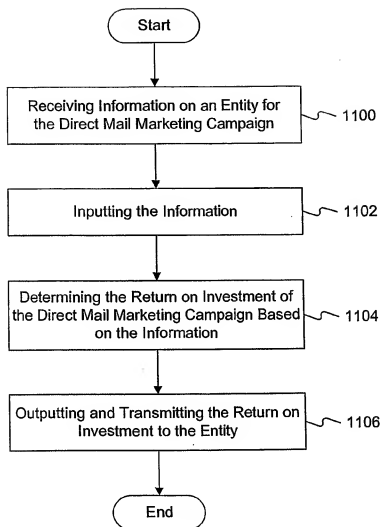 Start
Receiving Information on an Entity for
the Direct Mail Marketing Campaign
1100
Inputting the Information
1102
Determining the Return on Investment of
the Direct Mail Marketing Campaign Based
on the Information
1104
Outputting and Transmitting the Return on
Investment to the Entity
1106
End